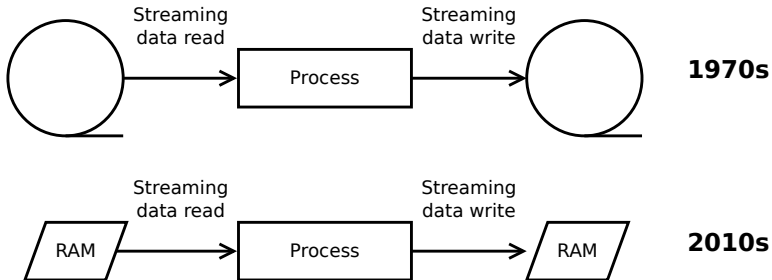 Streaming
data read
Streaming
data write
Process
1970s
Streaming
data read
Streaming
data write
RAM
Process
RAM
2010s